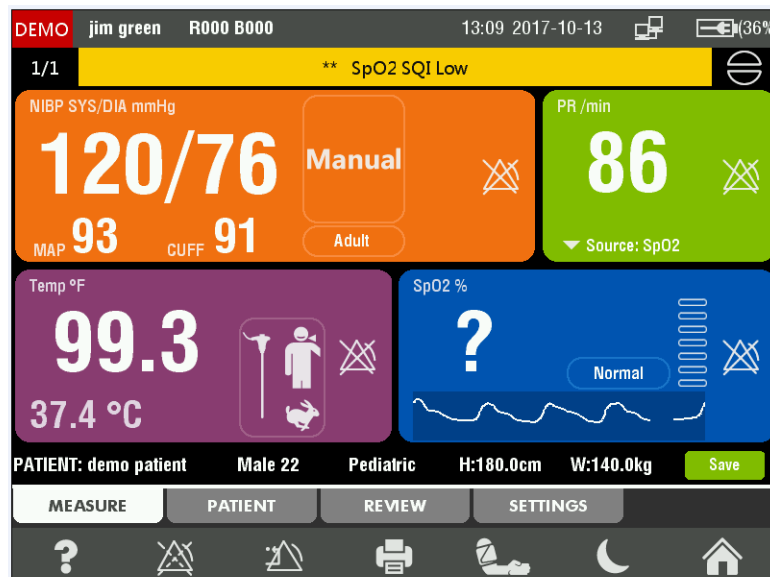 DEMO jim green R000 B000 13:09 2017-10-13 (36%
1/1 ** SpO2 SQI Low
NIBP SYS/DIA mmHg
120/76
Manual
MAP 93 CUFF 91 Adult
PR /min
86
Source: SpO2
Temp °F
99.3
37.4 °C
SpO2 %
?
Normal
PATIENT: demo patient Male 22 Pediatric H:180.0cm W:140.0kg Save
MEASURE PATIENT REVIEW SETTINGS
?